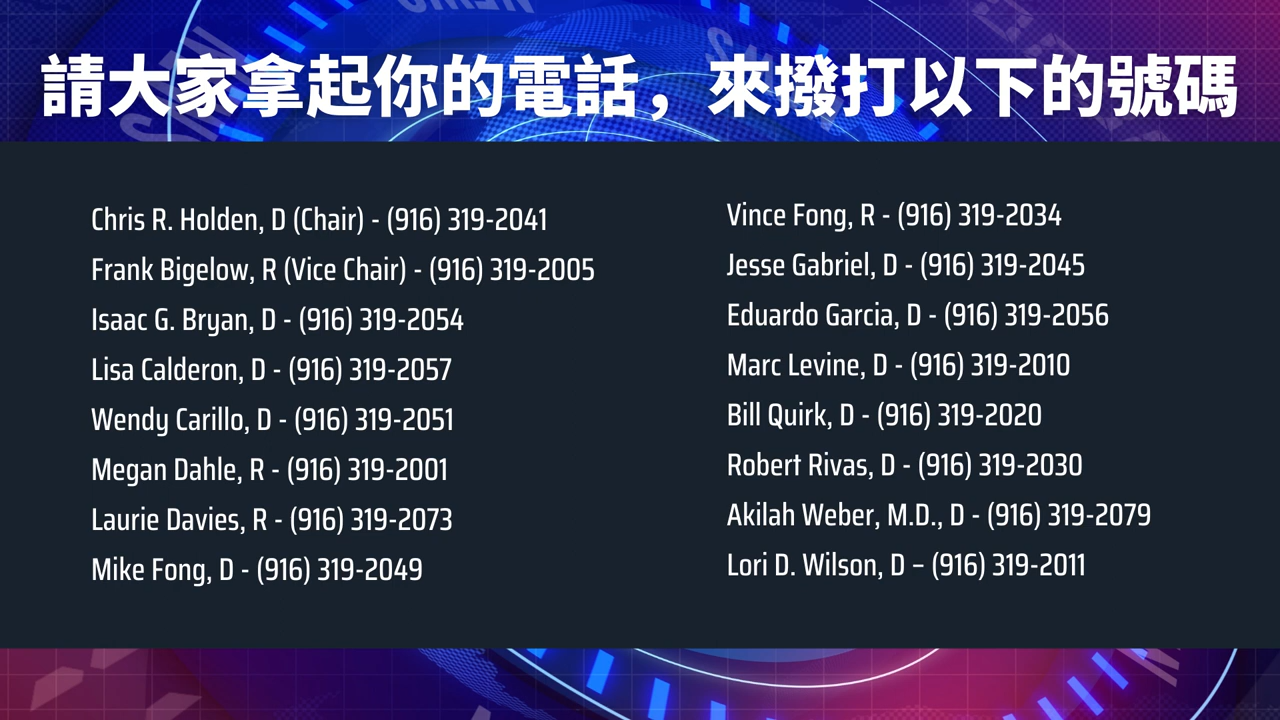 請大家拿起你的電話，來撥打以下的號碼
Chris R. Holden, D (Chair) - (916) 319-2041
Frank Bigelow, R (Vice Chair) - (916) 319-2005
Isaac G. Bryan, D - (916) 319-2054
Lisa Calderon, D - (916) 319-2057
Wendy Carillo, D - (916) 319-2051
Megan Dahle, R - (916) 319-2001
Laurie Davies, R - (916) 319-2073
Mike Fong, D - (916) 319-2049
Vince Fong, R - (916) 319-2034
Jesse Gabriel, D - (916) 319-2045
Eduardo Garcia, D - (916) 319-2056
Marc Levine, D - (916) 319-2010
Bill Quirk, D - (916) 319-2020
Robert Rivas, D - (916) 319-2030
Akilah Weber, M.D., D - (916) 319-2079
Lori D. Wilson, D – (916) 319-2011